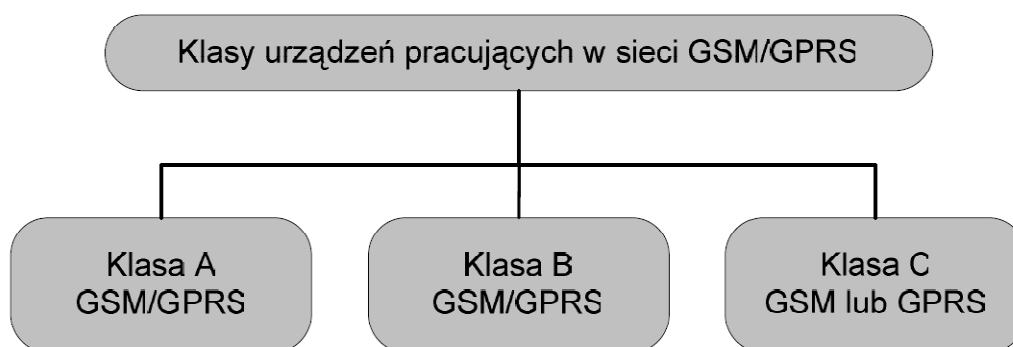 Klasy urządzeń pracujących w sieci GSM/GPRS
Klasa A
GSM/GPRS
Klasa B
GSM/GPRS
Klasa C
GSM lub GPRS